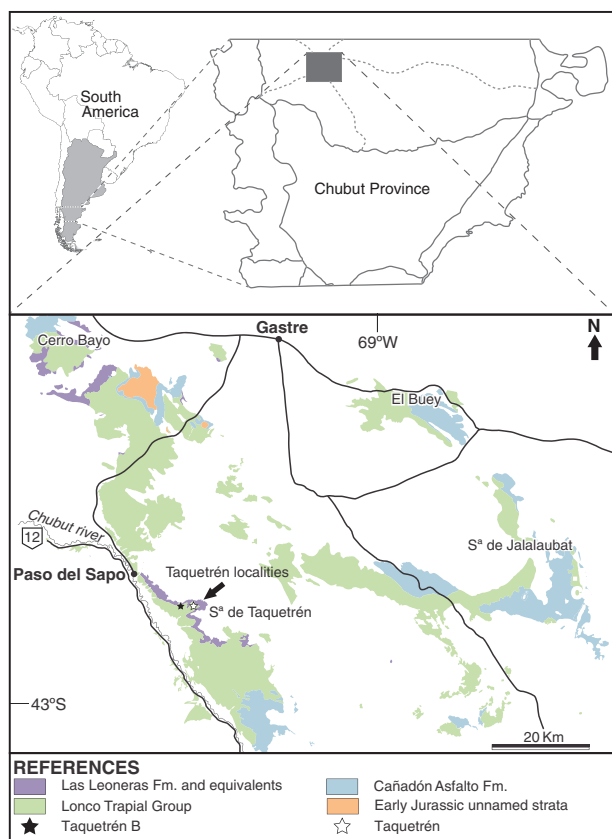 South
America
Chubut Province
Gastre
69ºW
N
Cerro Bayo
El Buey
Chubut river
12
Sª de Jalalaubat
Paso del Sapo
Taquetrén localities
Sª de Taquetrén
43ºS
20 Km
REFERENCES
Las Leoneras Fm. and equivalents
Cañadón Asfalto Fm.
Lonco Trapial Group
Early Jurassic unnamed strata
Taquetrén B
Taquetrén